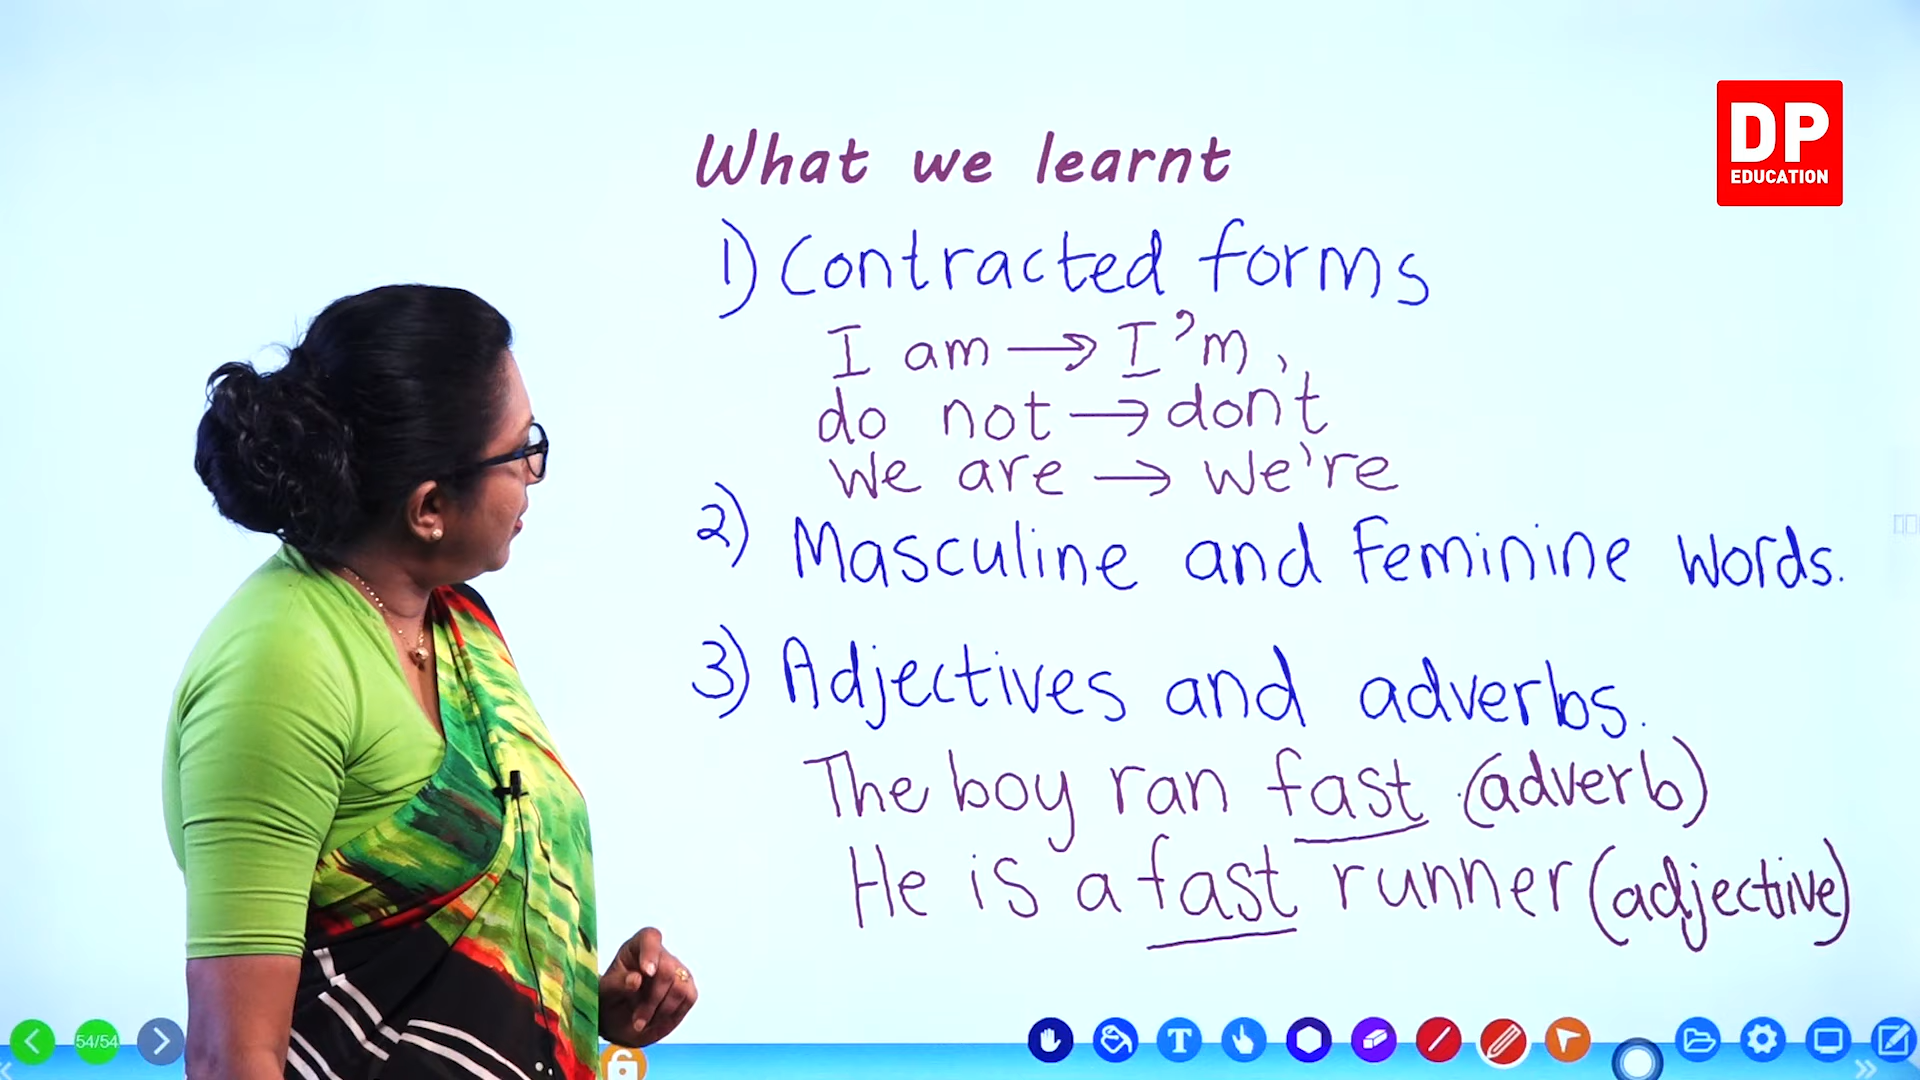 DP
EDUCATION
What we learnt
1) Contracted forms
I am → I'm,
do not → don't
we are → we're
2) Masculine and Feminine words.
3) Adjectives and adverbs.
The boy ran fast (adverb)
He is a fast runner (adjective)
54/54
T